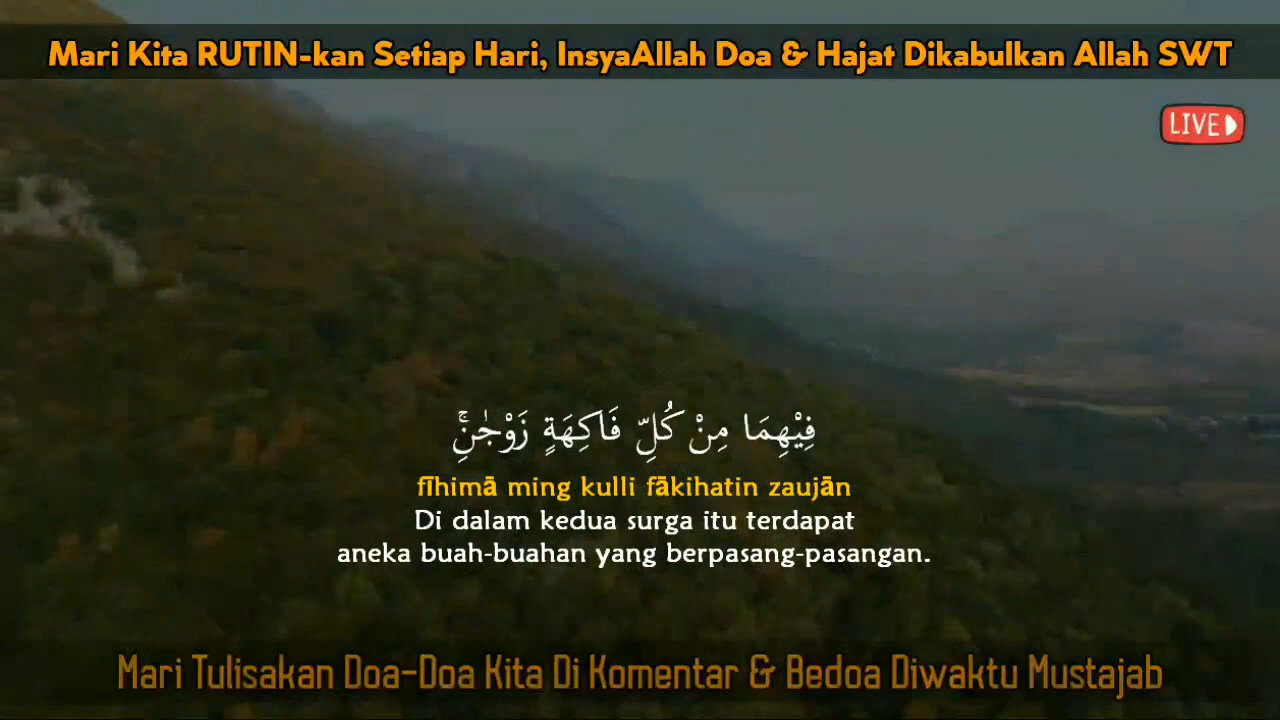 Mari Kita RUTIN-kan Setiap Hari, InsyaAllah Doa & Hajat Dikabulkan Allah SWT
LIVE
فِيْهِمَا مِنْ كُلِّ فَاكِهَةٍ زَوْجٰنِۚ
fīhimā ming kulli fākihatin zaujān
Di dalam kedua surga itu terdapat
aneka buah-buahan yang berpasang-pasangan.
Mari Tulisakan Doa-Doa Kita Di Komentar & Bedoa Diwaktu Mustajab